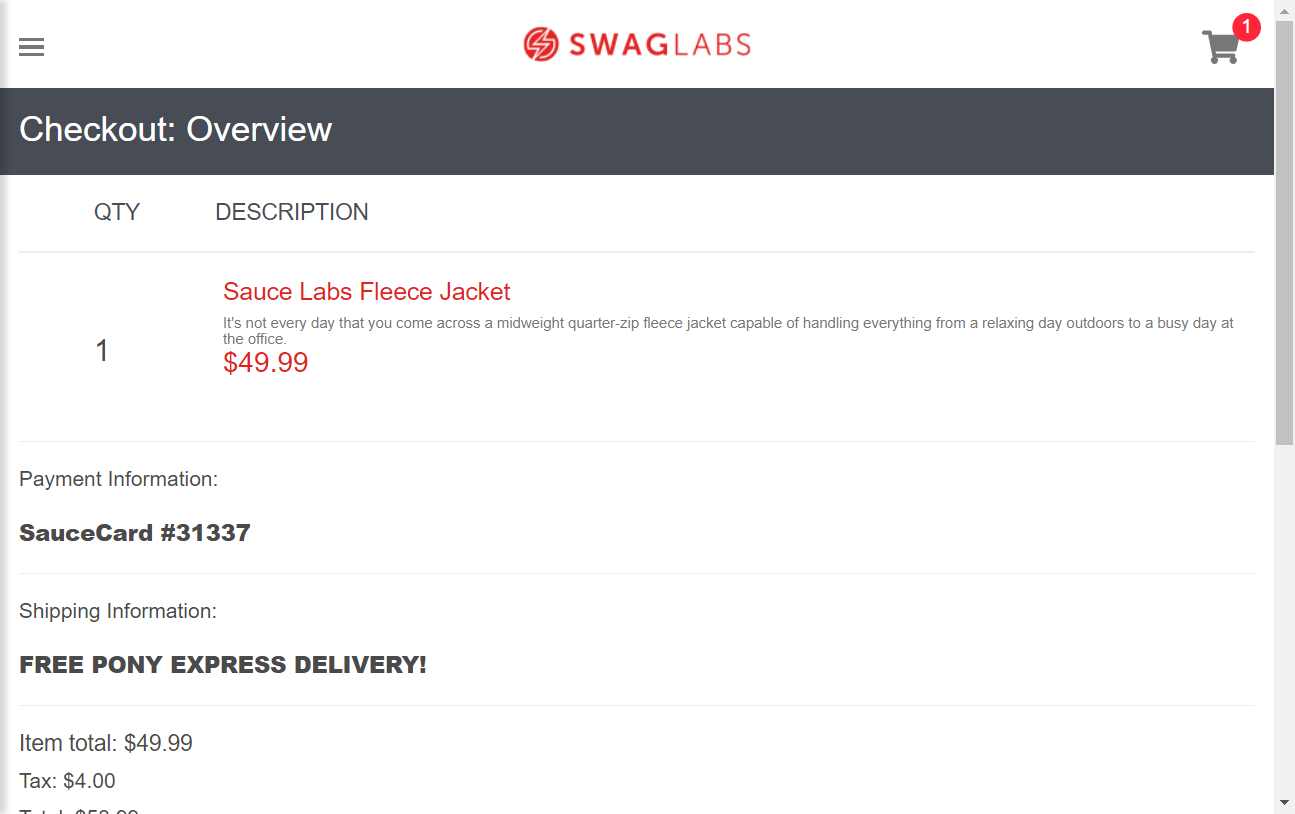 SWAGLABS
1
Checkout: Overview
QTY DESCRIPTION
1
Sauce Labs Fleece Jacket
It's not every day that you come across a midweight quarter-zip fleece jacket capable of handling everything from a relaxing day outdoors to a busy day at
the office.
$49.99
Payment Information:
SauceCard #31337
Shipping Information:
FREE PONY EXPRESS DELIVERY!
Item total: $49.99
Tax: $4.00